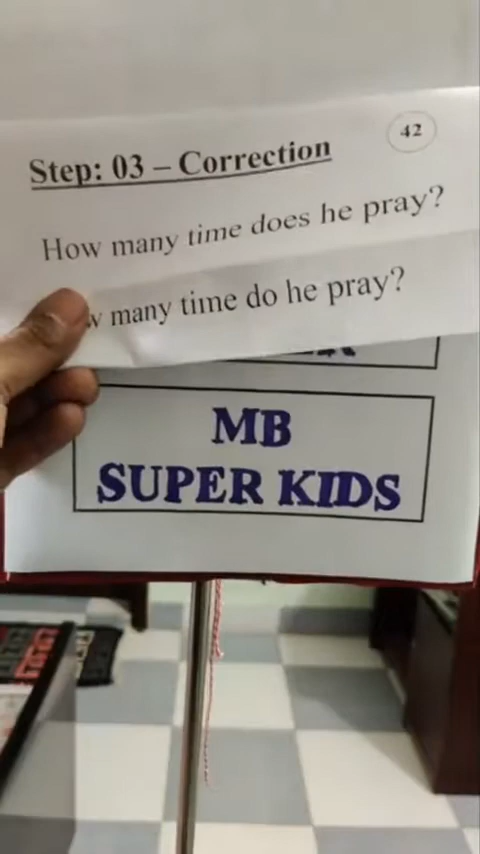 42
Step: 03 – Correction
How many time does he pray?
w many time do he pray?
MB
SUPER KIDS